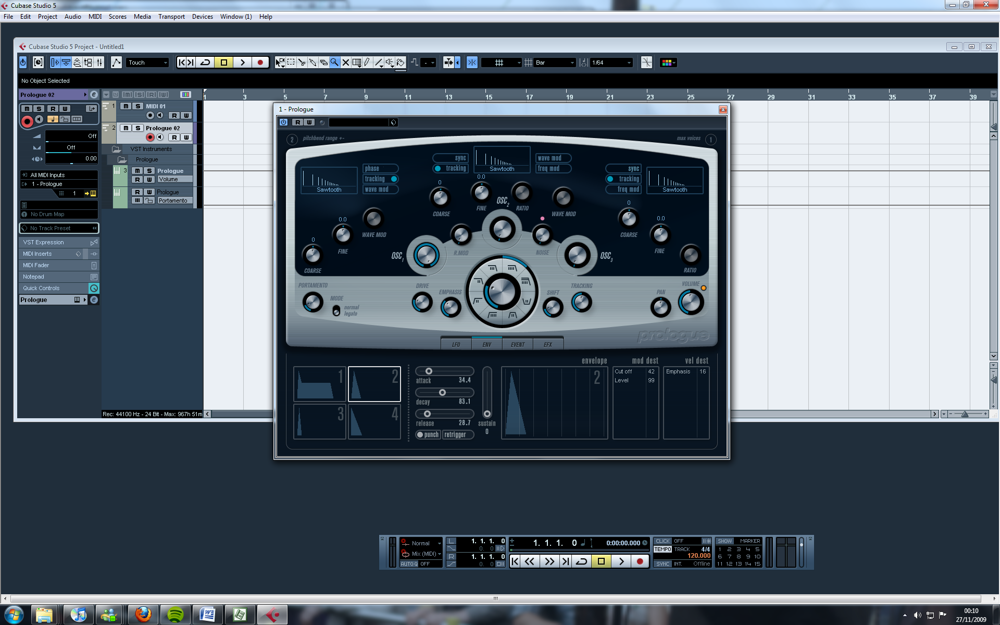 Cubase Studio 5
File Edit Project Audio MIDI Scores Media Transport Devices Window (1) Help
Cubase Studio 5 Project - Untitled1
Touch
Bar
1/64
No Object Selected
Prologue 02
1 3 5 7 9 11 13 15 17 19 21 23 25 27 29 31 33 35 37 39
m S R W
Off
Off
0.00
All MIDI Inputs
1 - Prologue
1
No Drum Map
No Track Preset
VST Expression
MIDI Inserts
MIDI Fader
Notepad
Quick Controls
Prologue
1 m S MIDI 01
R W
2 m S Prologue 02
R W
VST Instruments
Prologue
3 m S Prologue
R W Volume
R W Prologue
Portamento
Rec: 44100 Hz - 24 Bit - Max: 967h 51m
1 - Prologue
R W
2 pitchbend range +-
max voices 1
Sawtooth
phase
tracking
wave mod
sync
tracking
Sawtooth
wave mod
freq mod
sync
tracking
freq mod
Sawtooth
0 COARSE
0.0 FINE
WAVE MOD
0 COARSE
0.0 FINE
OSC 2
RATIO
WAVE MOD
0 COARSE
0.0 FINE
RATIO
OSC 1
R.MOD
NOISE
OSC 3
PORTAMENTO
MODE
normal
legato
DRIVE
EMPHASIS
SHIFT
TRACKING
PAN
VOLUME
prologue
LFO ENV EVENT EFX
envelope mod dest vel dest
1 2
3 4
attack 34.4
decay 83.1
release 28.7
punch retrigger
sustain
0
2
Cut off 42
Level 99
Emphasis 16
Normal
Mix (MIDI)
AUTO Q OFF
L 1. 1. 1. 0
0. 0
R 1. 1. 1. 0
0. 0
1. 1. 1. 0
0:00:00.000
CLICK OFF
TEMPO TRACK 4/4
120.000
SYNC INT. Offline
SHOW MARKER
1 2 3 4 5
6 7 8 9 10
11 12 13 14 15
00:10
27/11/2009